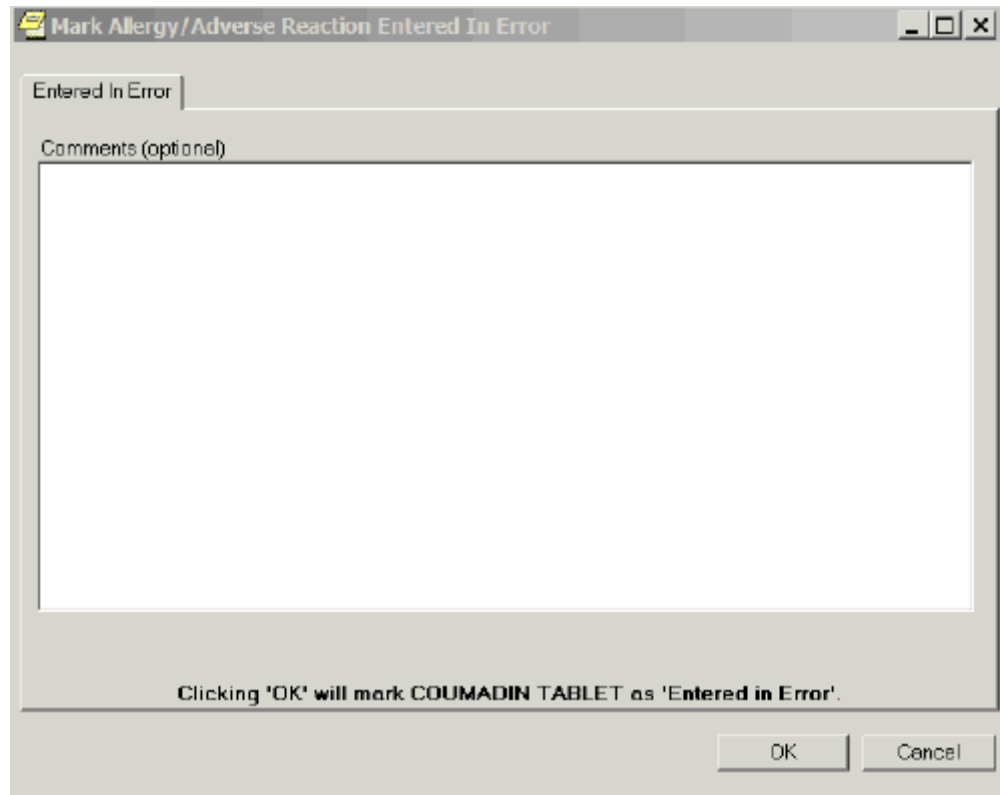 Mark Allergy/Adverse Reaction Entered In Error
Entered In Error
Comments (optional)
Clicking 'OK' will mark COUMADIN TABLET as 'Entered in Error'.
OK Cancel